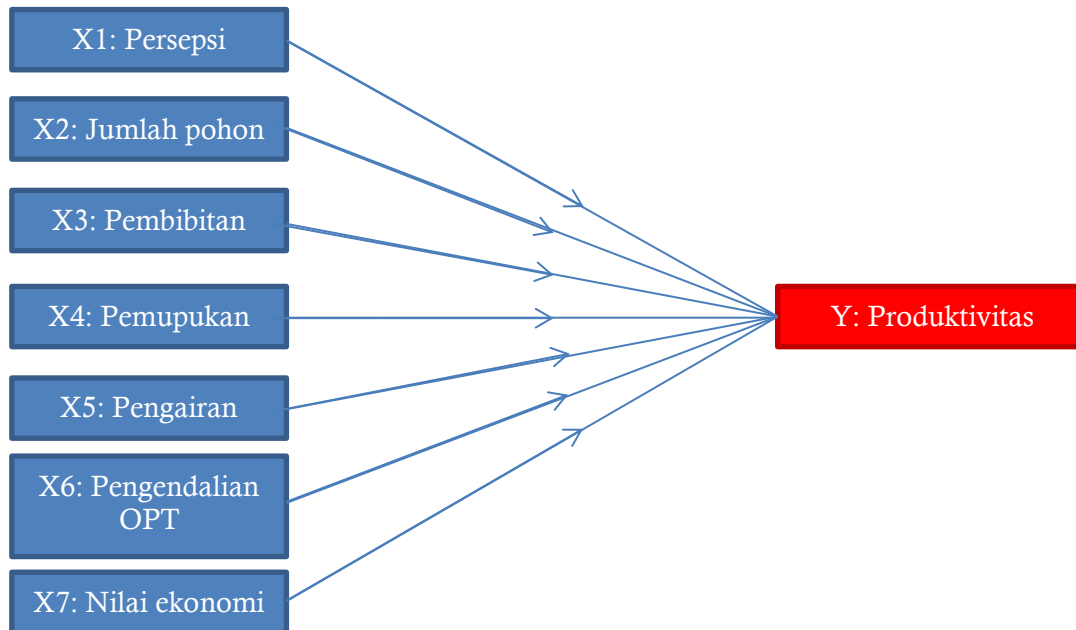 X1: Persepsi
X2: Jumlah pohon
X3: Pembibitan
X4: Pemupukan
Y: Produktivitas
X5: Pengairan
X6: Pengendalian
OPT
X7: Nilai ekonomi